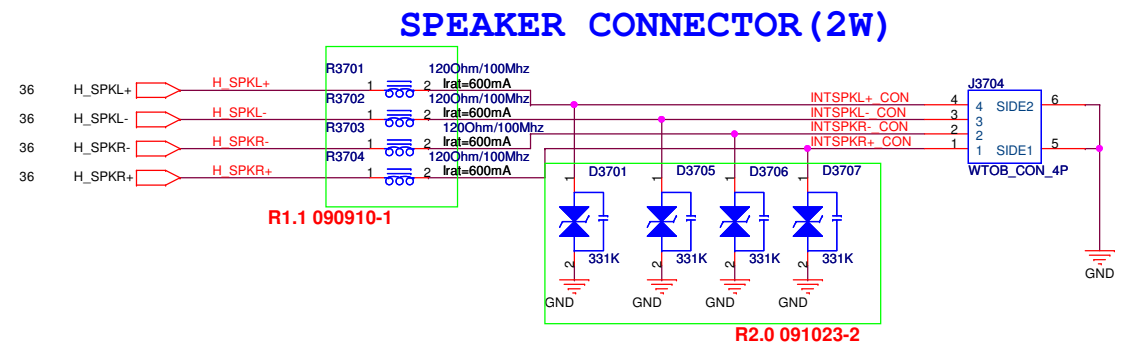 SPEAKER CONNECTOR(2W)
R3701 120Ohm/100Mhz
36 H_SPKL+ H_SPKL+ 1 2 Irat=600mA
R3702 120Ohm/100Mhz
36 H_SPKL- H_SPKL- 1 2 Irat=600mA
R3703 120Ohm/100Mhz
36 H_SPKR- H_SPKR- 1 2 Irat=600mA
R3704 120Ohm/100Mhz
36 H_SPKR+ H_SPKR+ 1 2 Irat=600mA
R1.1 090910-1
J3704
INTSPKL+_CON 4 4 SIDE2 6
INTSPKL-_CON 3 3
INTSPKR-_CON 2 2
INTSPKR+_CON 1 1 SIDE1 5
WTOB_CON_4P
GND
D3701 D3705 D3706 D3707
1 1 1 1
331K 331K 331K 331K
2 2 2 2
GND GND GND GND
R2.0 091023-2